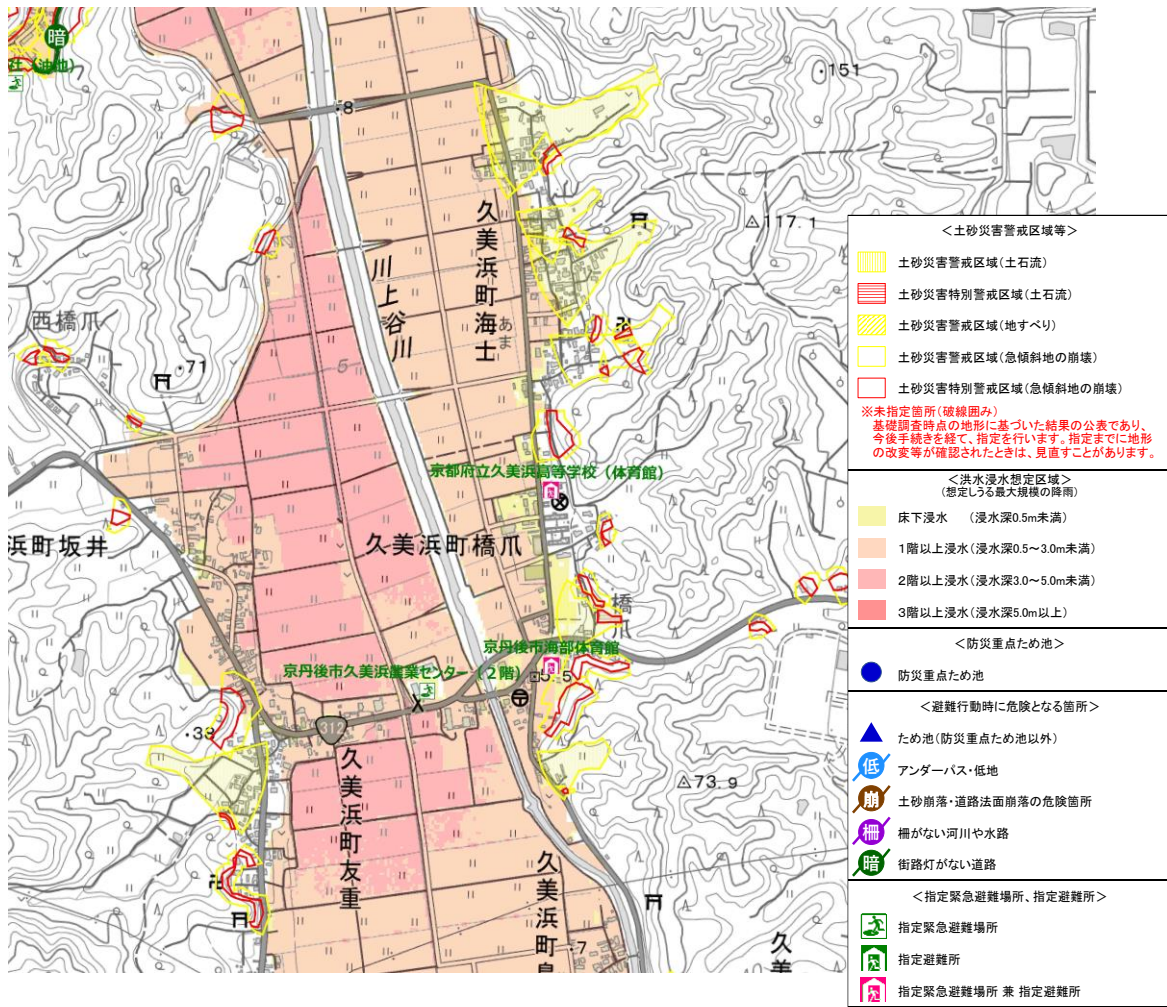 暗
・8
・151
久美浜町海士
あま
川上谷川
5
△117.1
西橋爪
・71
京都府立久美浜高等学校（体育館）
浜町坂井
久美浜町橋爪
橋爪
京丹後市海部体育館
京丹後市久美浜農業センター（2階）
5.5
312
・33
久美浜町友重
△73.9
久美浜町
・7
久美
＜土砂災害警戒区域等＞
土砂災害警戒区域（土石流）
土砂災害特別警戒区域（土石流）
土砂災害警戒区域（地すべり）
土砂災害警戒区域（急傾斜地の崩壊）
土砂災害特別警戒区域（急傾斜地の崩壊）
※未指定箇所（破線囲み）
基礎調査時点の地形に基づいた結果の公表であり、
今後手続きを経て、指定を行います。指定までに地形
の改変等が確認されたときは、見直すことがあります。
＜洪水浸水想定区域＞
（想定しうる最大規模の降雨）
床下浸水　（浸水深0.5m未満）
1階以上浸水（浸水深0.5～3.0m未満）
2階以上浸水（浸水深3.0～5.0m未満）
3階以上浸水（浸水深5.0m以上）
＜防災重点ため池＞
防災重点ため池
＜避難行動時に危険となる箇所＞
ため池（防災重点ため池以外）
低 アンダーパス・低地
崩 土砂崩落・道路法面崩落の危険箇所
柵 柵がない河川や水路
暗 街路灯がない道路
＜指定緊急避難場所、指定避難所＞
指定緊急避難場所
指定避難所
指定緊急避難場所 兼 指定避難所